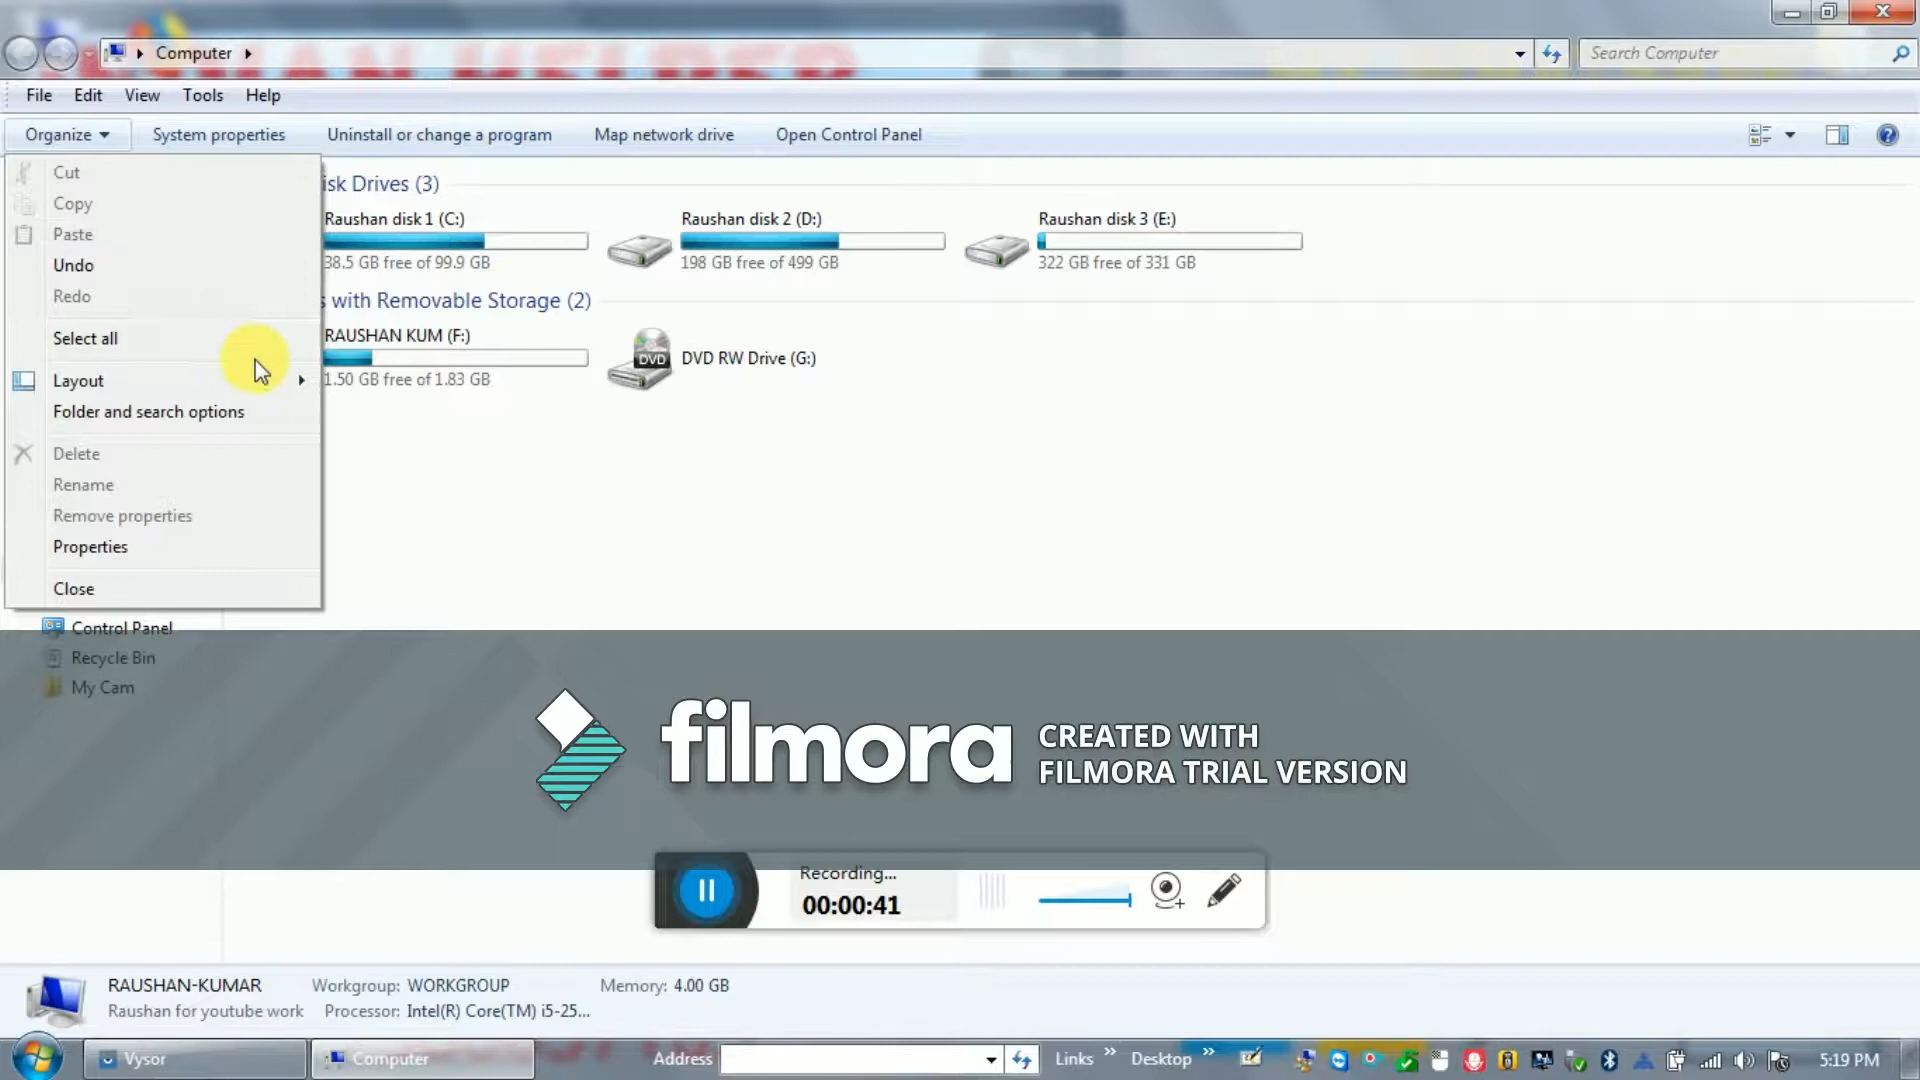 Computer
Search Computer
File Edit View Tools Help
Organize System properties Uninstall or change a program Map network drive Open Control Panel
Cut
Copy
Paste
Undo
Redo
Select all
Layout
Folder and search options
Delete
Rename
Remove properties
Properties
Close
isk Drives (3)
Raushan disk 1 (C:)
38.5 GB free of 99.9 GB
Raushan disk 2 (D:)
198 GB free of 499 GB
Raushan disk 3 (E:)
322 GB free of 331 GB
s with Removable Storage (2)
RAUSHAN KUM (F:)
1.50 GB free of 1.83 GB
DVD
DVD RW Drive (G:)
Control Panel
Recycle Bin
My Cam
filmora
CREATED WITH
FILMORA TRIAL VERSION
Recording...
00:00:41
RAUSHAN-KUMAR Workgroup: WORKGROUP Memory: 4.00 GB
Raushan for youtube work Processor: Intel(R) Core(TM) i5-25...
Vysor Computer Address Links » Desktop » 5:19 PM